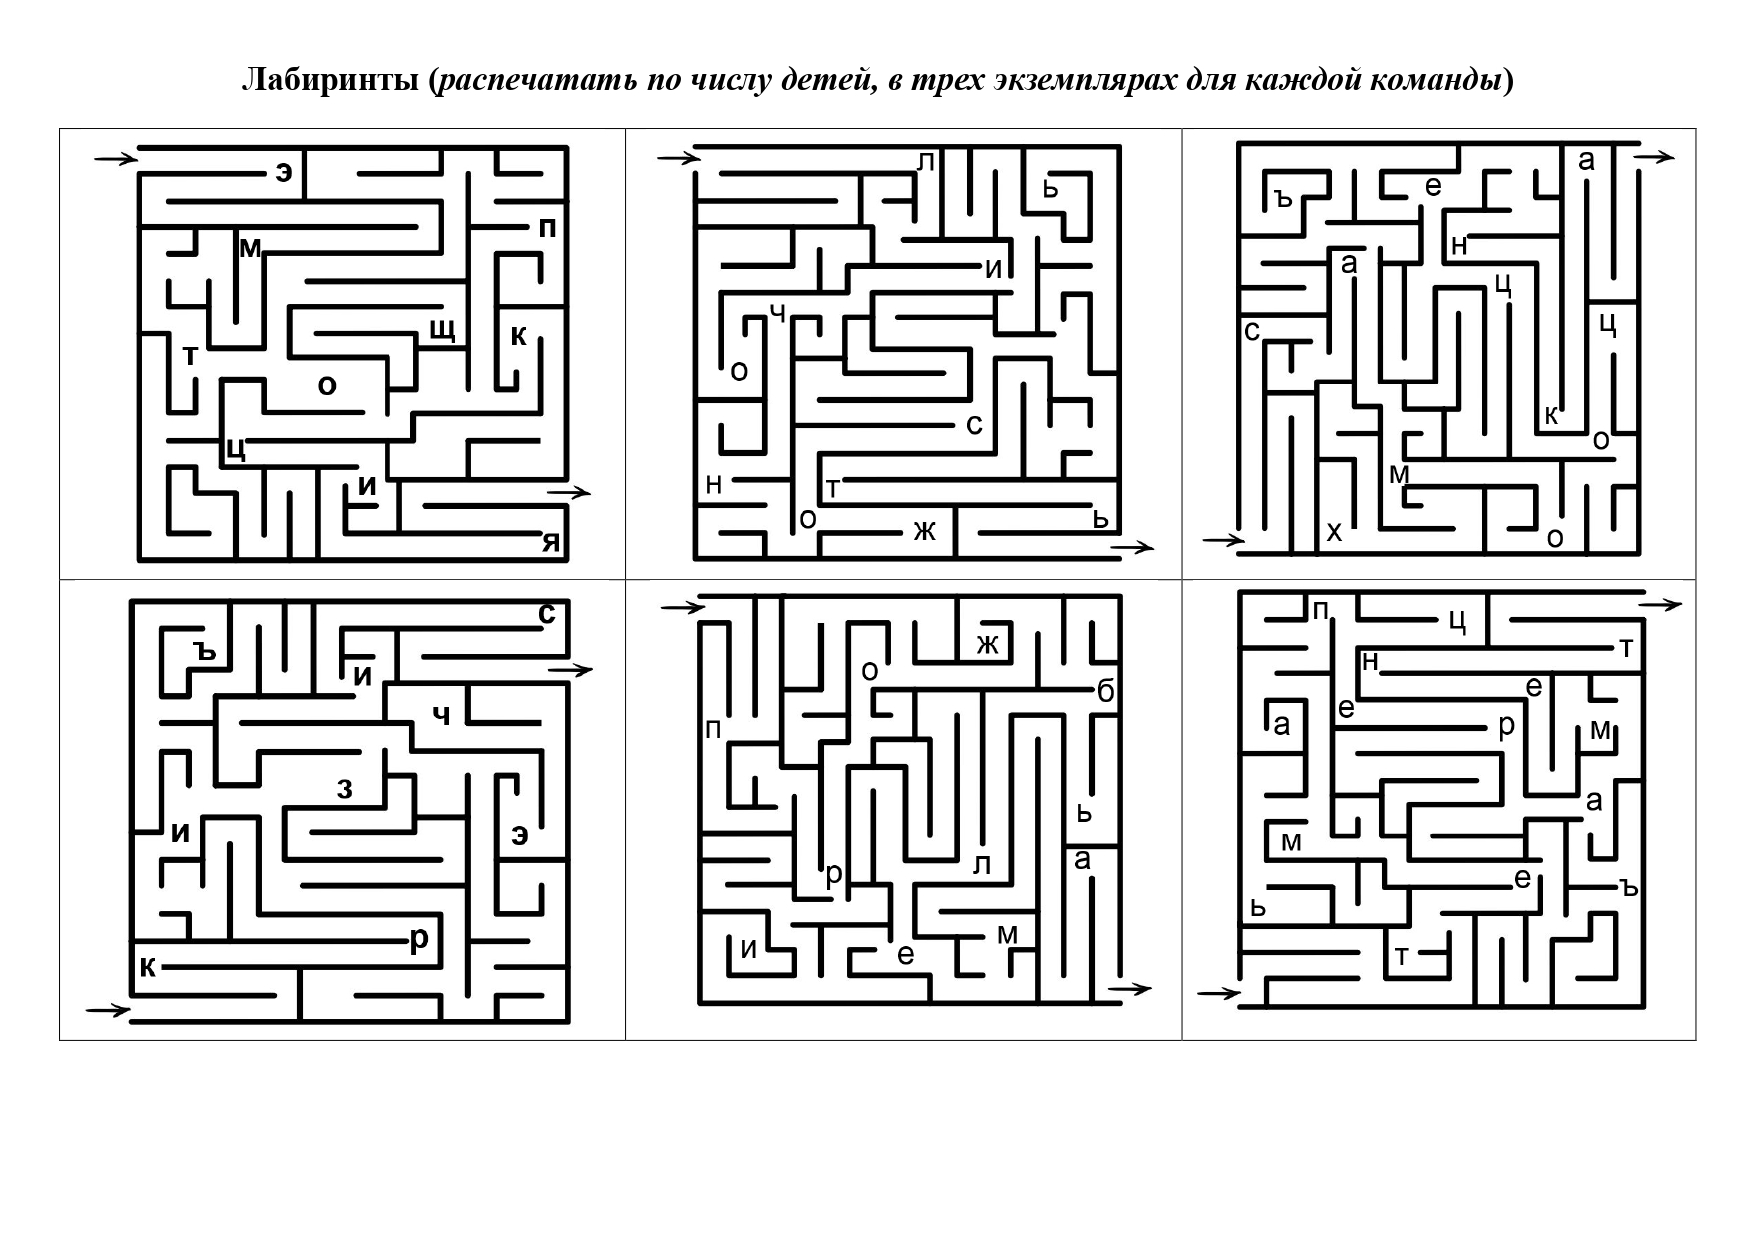 Лабиринты (распечатать по числу детей, в трех экземплярах для каждой команды)
э
п
м
щ
к
т
о
ц
и
я
л
ь
и
ч
о
с
н
т
о
ж
ь
а
ъ
е
н
а
ц
ц
с
к
о
м
х
о
с
ъ
и
ч
з
и
э
р
к
ж
о
б
п
ь
а
л
р
м
и
е
п
ц
т
н
е
е
а
р
м
а
м
е
ъ
ь
т